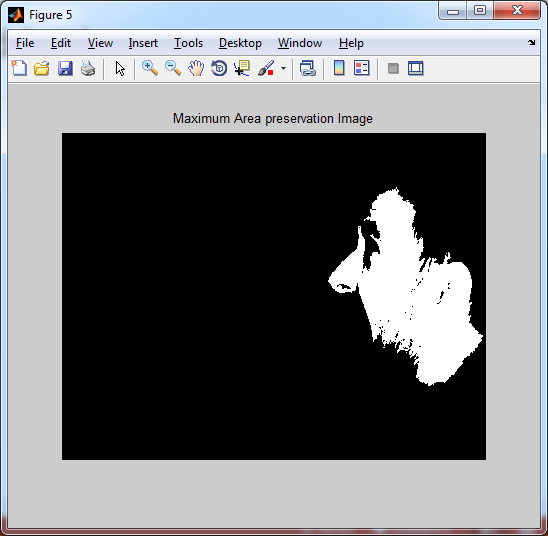 Figure 5
File Edit View Insert Tools Desktop Window Help
Maximum Area preservation Image